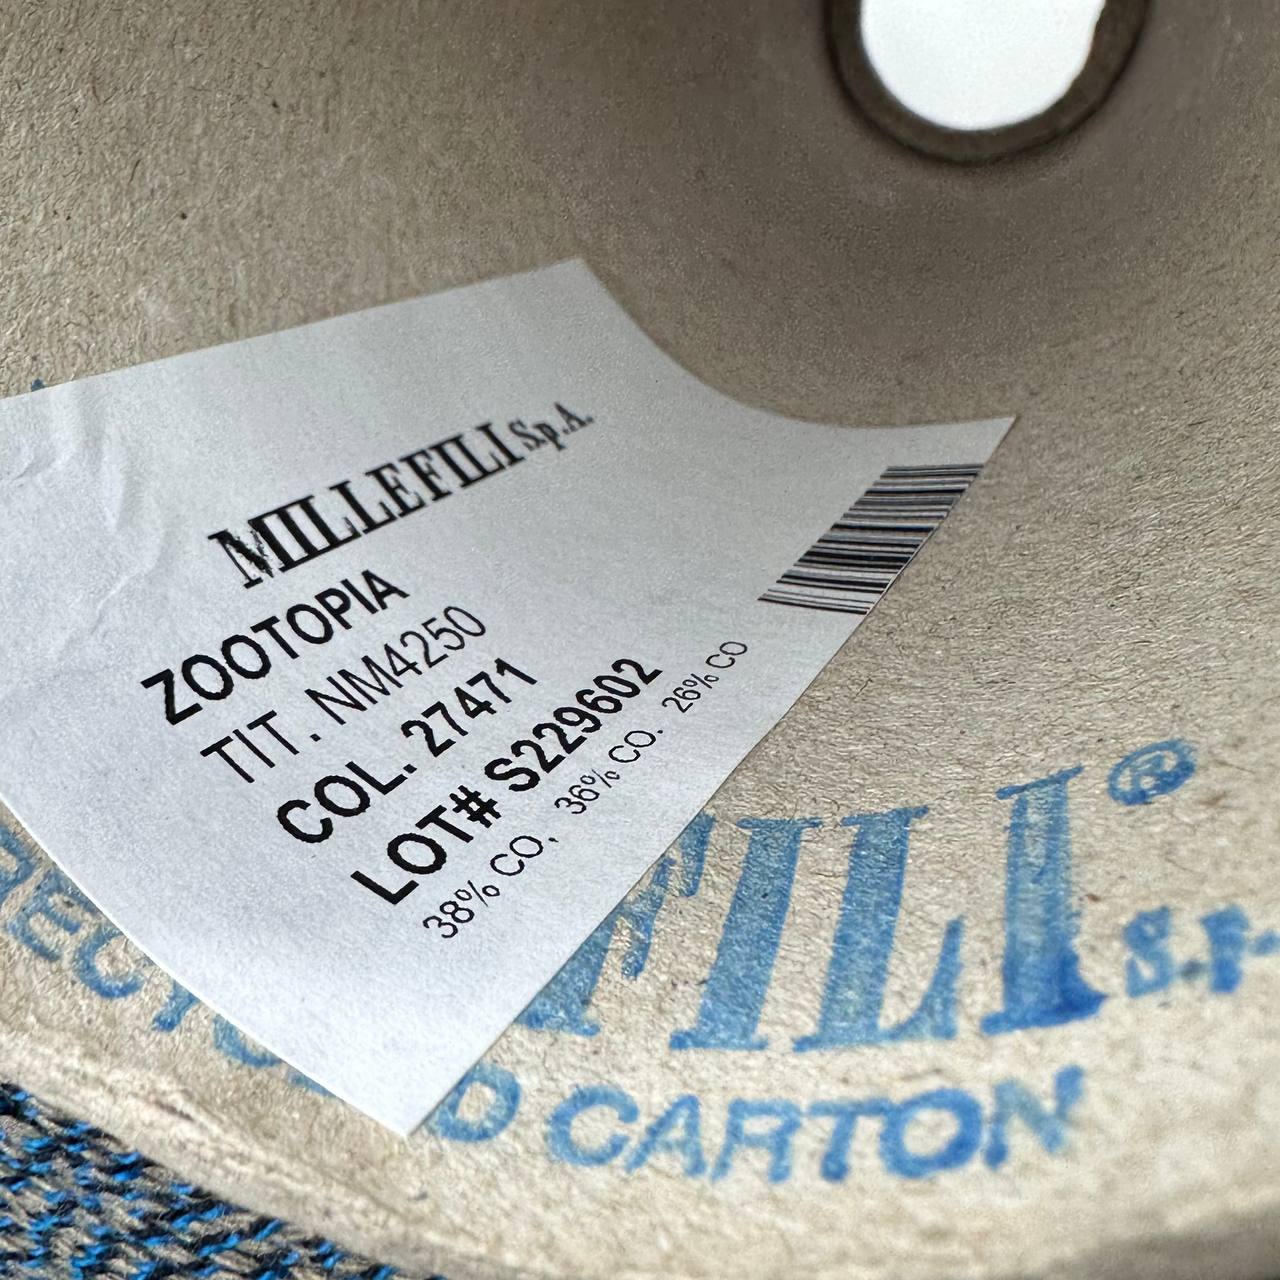 MILLEFILI S.p.A.
ZOOTOPIA
TIT. NM4250
COL. 27471
LOT# S229602
38% CO, 36% CO. 26% CO
FILI® S.P.
CARTON